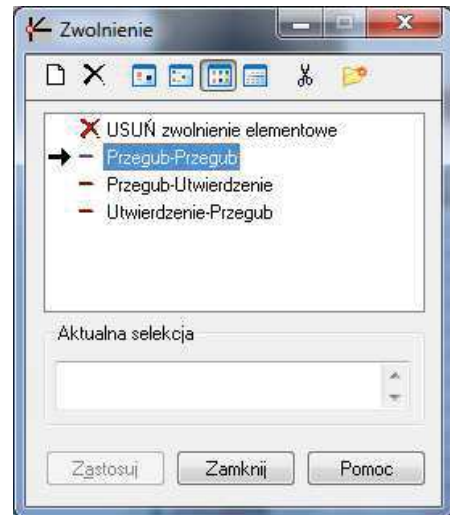 Zwolnienie
USUŃ zwolnienie elementowe
Przegub-Przegub
Przegub-Utwierdzenie
Utwierdzenie-Przegub
Aktualna selekcja
Zastosuj Zamknij Pomoc